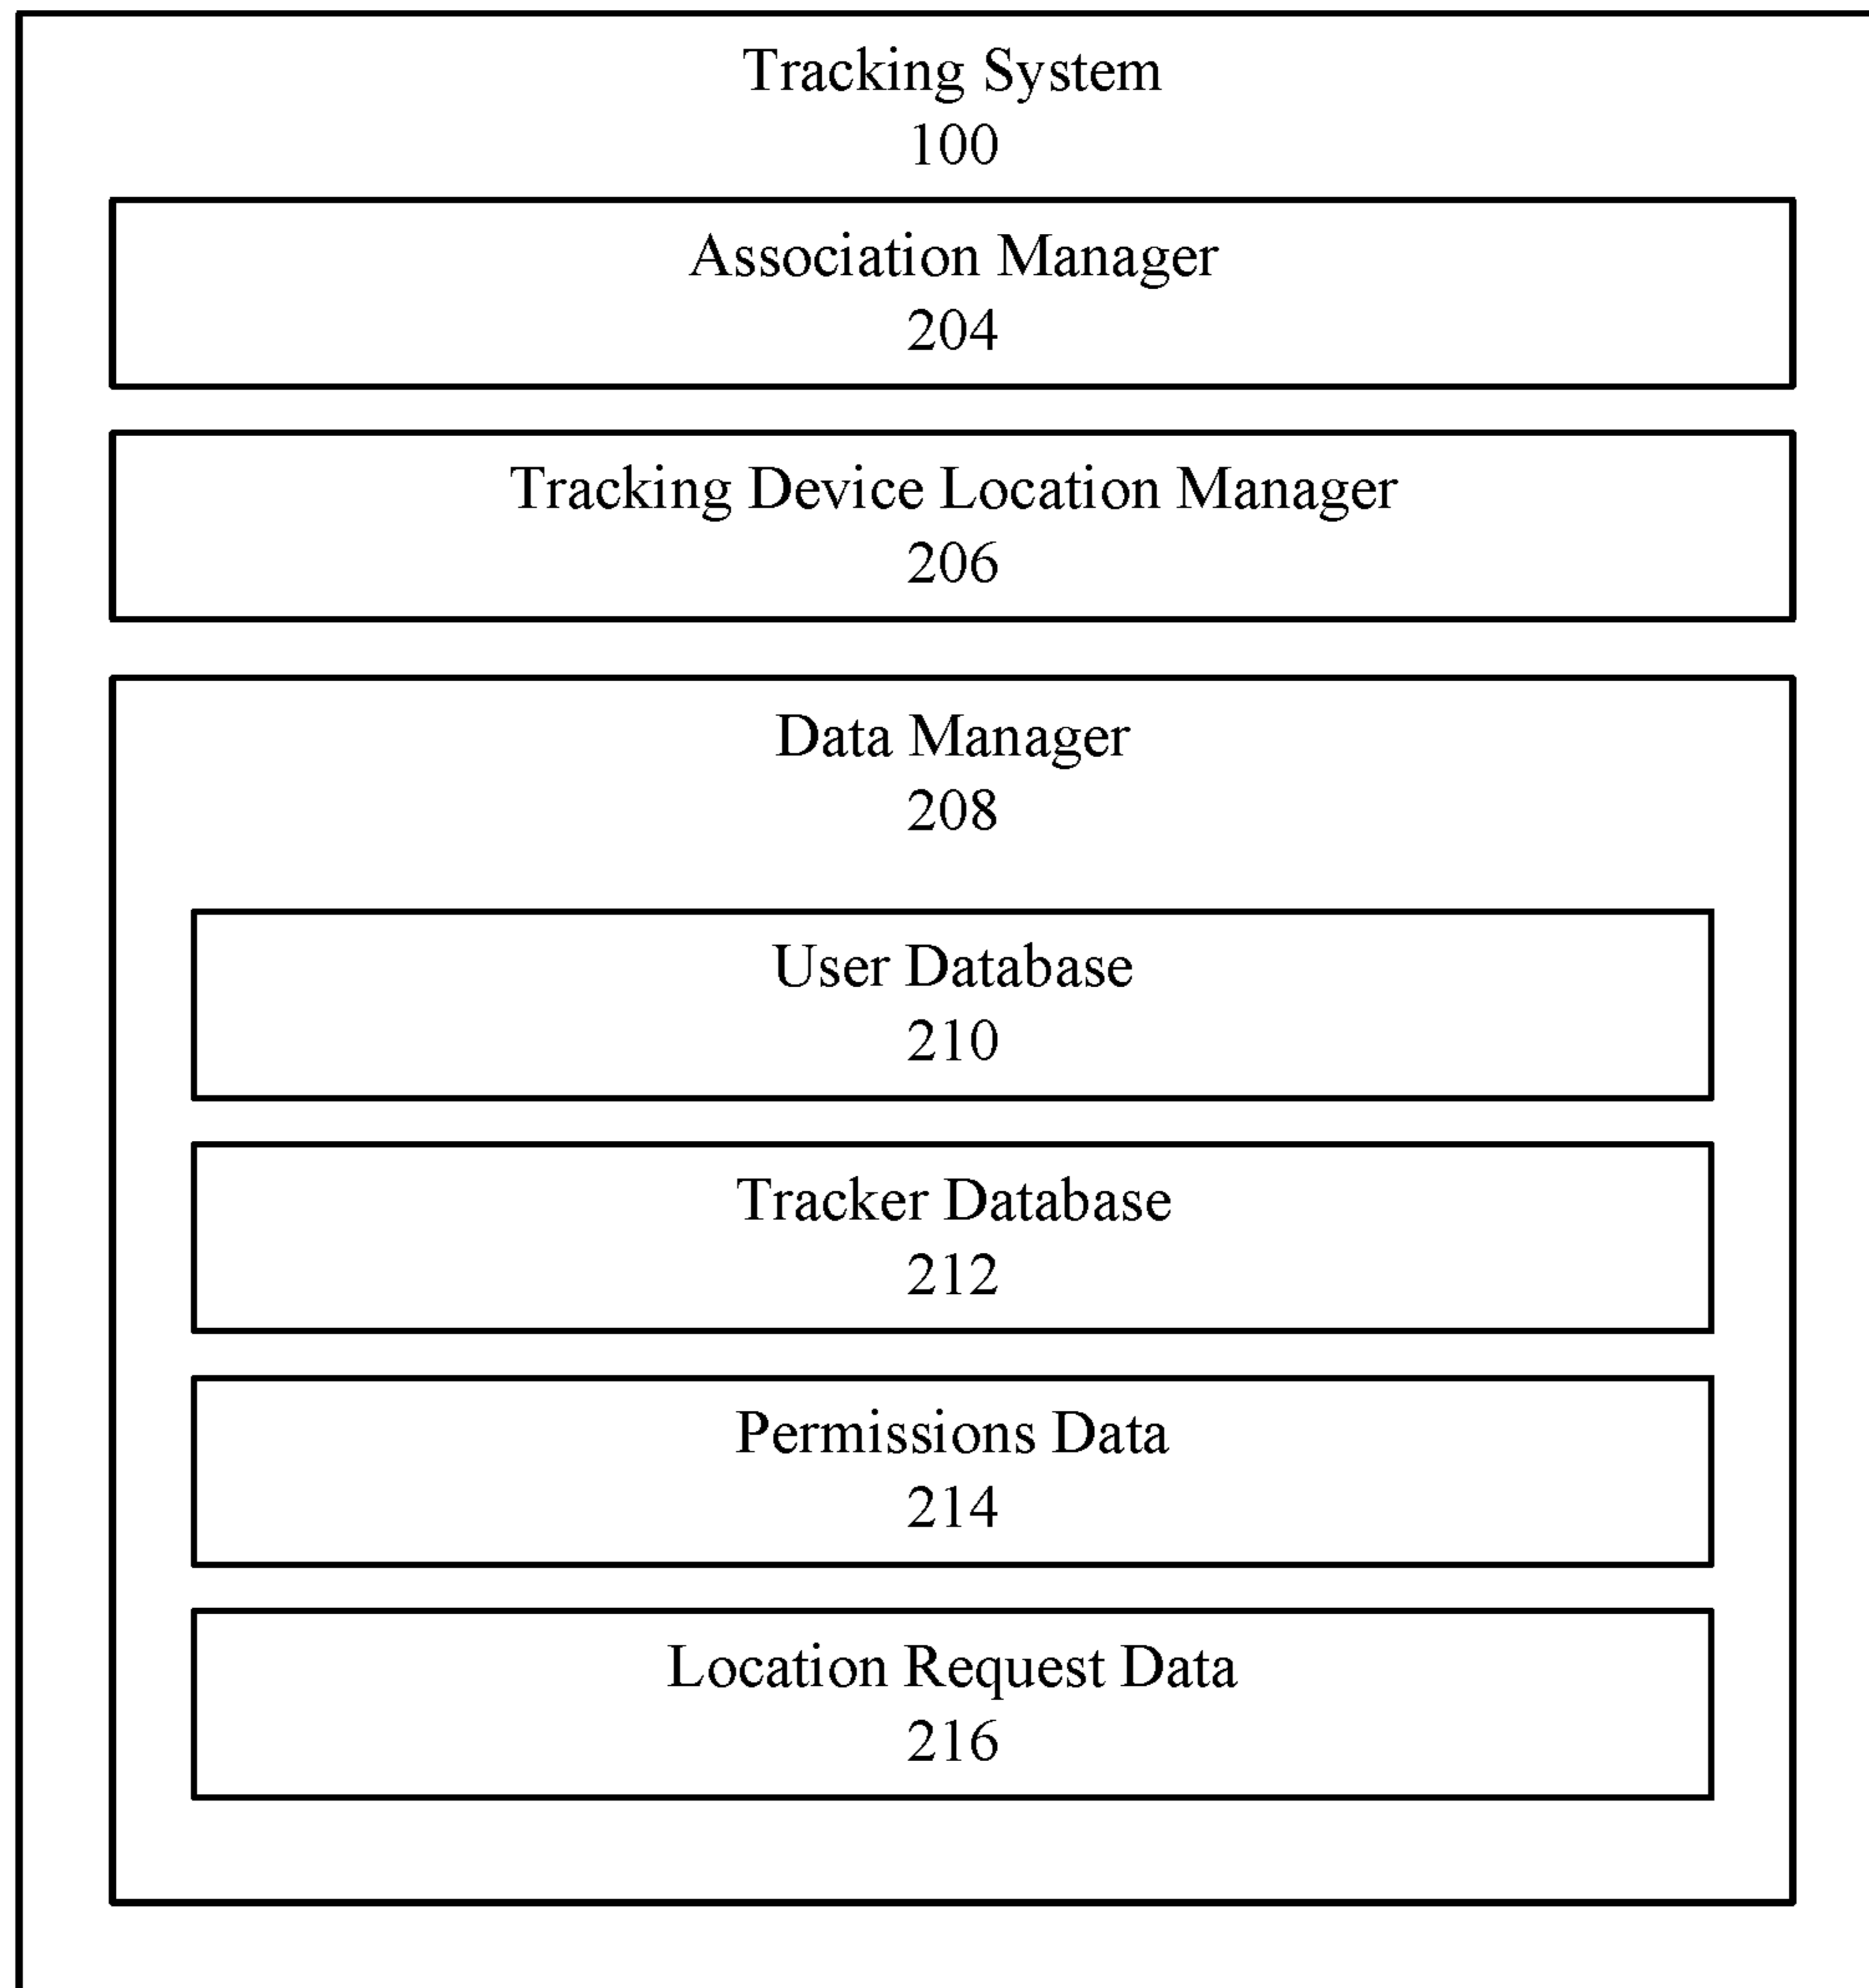 Tracking System
100
Association Manager
204
Tracking Device Location Manager
206
Data Manager
208
User Database
210
Tracker Database
212
Permissions Data
214
Location Request Data
216